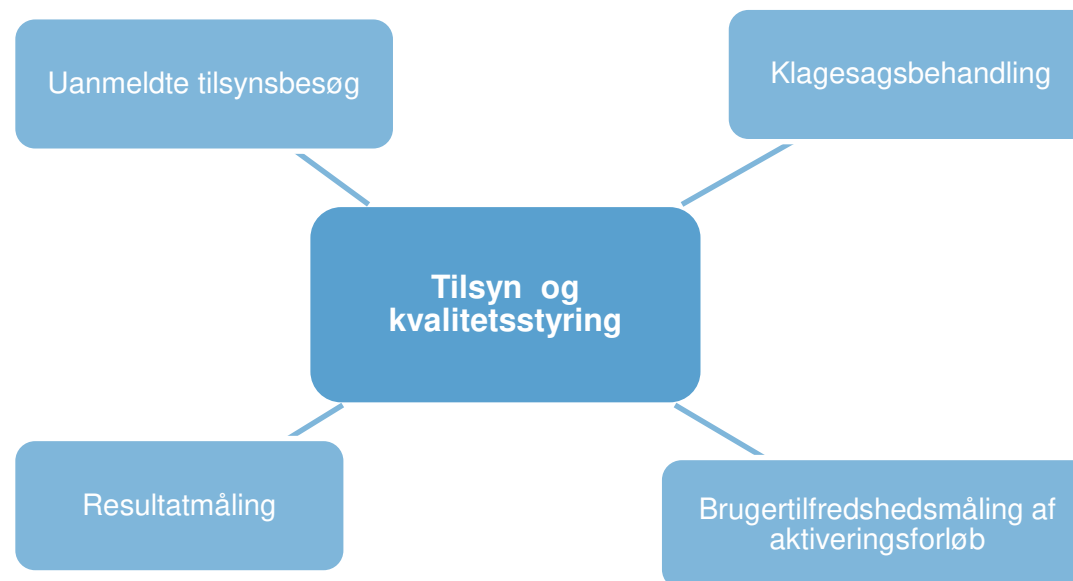 Uanmeldte tilsynsbesøg
Klagesagsbehandling
Tilsyn og
kvalitetsstyring
Resultatmåling
Brugertilfredshedsmåling af
aktiveringsforløb